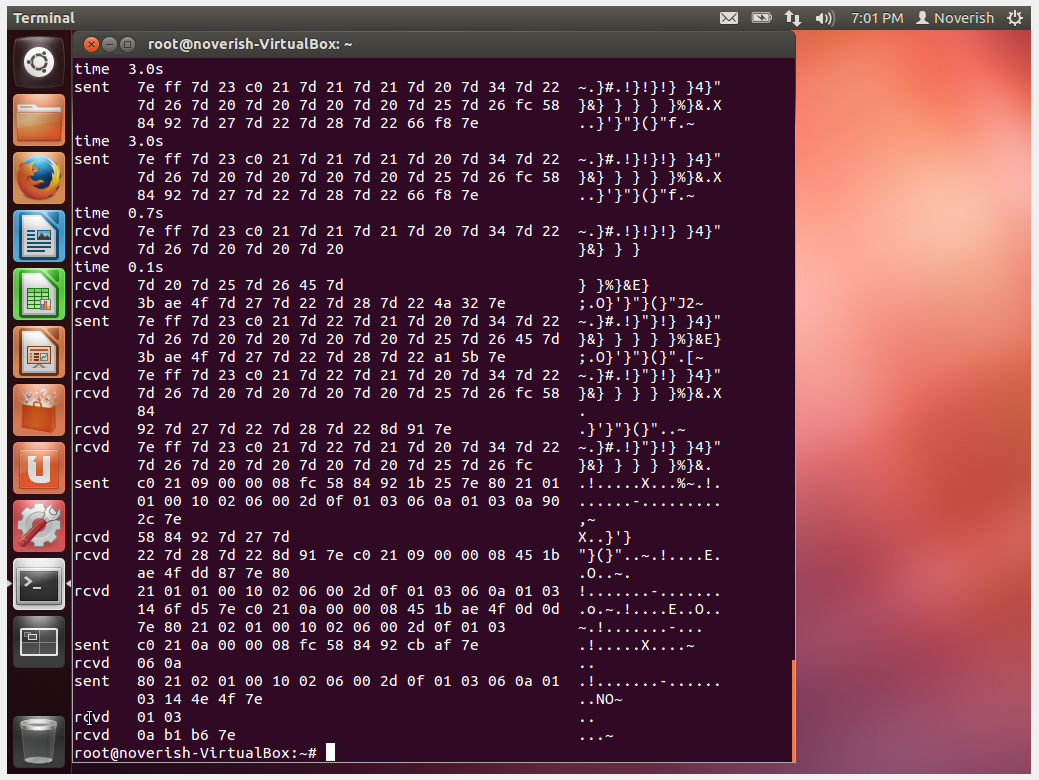 Terminal 7:01 PM Noverish
root@noverish-VirtualBox: ~
time 3.0s
sent 7e ff 7d 23 c0 21 7d 21 7d 21 7d 20 7d 34 7d 22 ~.}#.!}!}!} }4}"
7d 26 7d 20 7d 20 7d 20 7d 20 7d 25 7d 26 fc 58 }&} } } } }%}&.X
84 92 7d 27 7d 22 7d 28 7d 22 66 f8 7e ..}'}"}(}"f.~
time 3.0s
sent 7e ff 7d 23 c0 21 7d 21 7d 21 7d 20 7d 34 7d 22 ~.}#.!}!}!} }4}"
7d 26 7d 20 7d 20 7d 20 7d 20 7d 25 7d 26 fc 58 }&} } } } }%}&.X
84 92 7d 27 7d 22 7d 28 7d 22 66 f8 7e ..}'}"}(}"f.~
time 0.7s
rcvd 7e ff 7d 23 c0 21 7d 21 7d 21 7d 20 7d 34 7d 22 ~.}#.!}!}!} }4}"
rcvd 7d 26 7d 20 7d 20 7d 20 }&} } }
time 0.1s
rcvd 7d 20 7d 25 7d 26 45 7d } }%}&E}
rcvd 3b ae 4f 7d 27 7d 22 7d 28 7d 22 4a 32 7e ;.O}'}"}(}"J2~
sent 7e ff 7d 23 c0 21 7d 22 7d 21 7d 20 7d 34 7d 22 ~.}#.!}"}!} }4}"
7d 26 7d 20 7d 20 7d 20 7d 20 7d 25 7d 26 45 7d }&} } } } }%}&E}
3b ae 4f 7d 27 7d 22 7d 28 7d 22 a1 5b 7e ;.O}'}"}(}".[~
rcvd 7e ff 7d 23 c0 21 7d 22 7d 21 7d 20 7d 34 7d 22 ~.}#.!}"}!} }4}"
rcvd 7d 26 7d 20 7d 20 7d 20 7d 20 7d 25 7d 26 fc 58 }&} } } } }%}&.X
84 .
rcvd 92 7d 27 7d 22 7d 28 7d 22 8d 91 7e .}'}"}(}"..~
rcvd 7e ff 7d 23 c0 21 7d 22 7d 21 7d 20 7d 34 7d 22 ~.}#.!}"}!} }4}"
7d 26 7d 20 7d 20 7d 20 7d 20 7d 25 7d 26 fc }&} } } } }%}&.
sent c0 21 09 00 00 08 fc 58 84 92 1b 25 7e 80 21 01 .!.....X...%~.!.
01 00 10 02 06 00 2d 0f 01 03 06 0a 01 03 0a 90 ......-.........
2c 7e ,~
rcvd 58 84 92 7d 27 7d X..}'}
rcvd 22 7d 28 7d 22 8d 91 7e c0 21 09 00 00 08 45 1b "}(}"..~.!....E.
ae 4f dd 87 7e 80 .O..~.
rcvd 21 01 01 00 10 02 06 00 2d 0f 01 03 06 0a 01 03 !.......-.......
14 6f d5 7e c0 21 0a 00 00 08 45 1b ae 4f 0d 0d .o.~.!....E..O..
7e 80 21 02 01 00 10 02 06 00 2d 0f 01 03 ~.!.......-...
sent c0 21 0a 00 00 08 fc 58 84 92 cb af 7e .!.....X....~
rcvd 06 0a ..
sent 80 21 02 01 00 10 02 06 00 2d 0f 01 03 06 0a 01 .!.......-......
03 14 4e 4f 7e ..NO~
rcvd 01 03 ..
rcvd 0a b1 b6 7e ...~
root@noverish-VirtualBox:~#